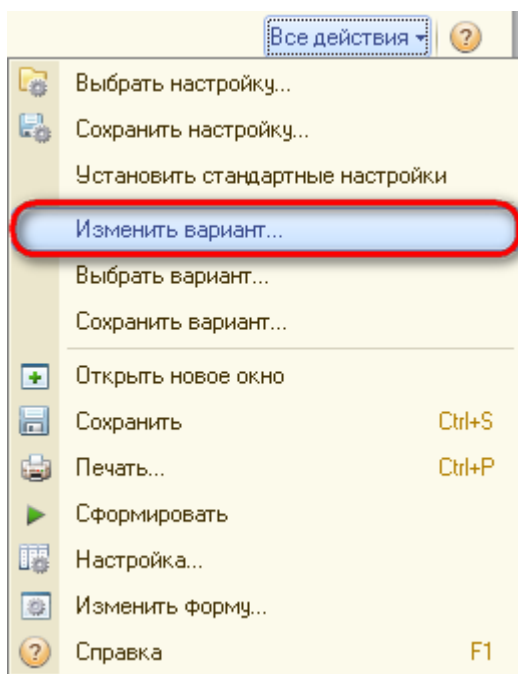 Все действия
Выбрать настройку...
Сохранить настройку...
Установить стандартные настройки
Изменить вариант...
Выбрать вариант...
Сохранить вариант...
Открыть новое окно
Сохранить Ctrl+S
Печать... Ctrl+P
Сформировать
Настройка...
Изменить форму...
Справка F1